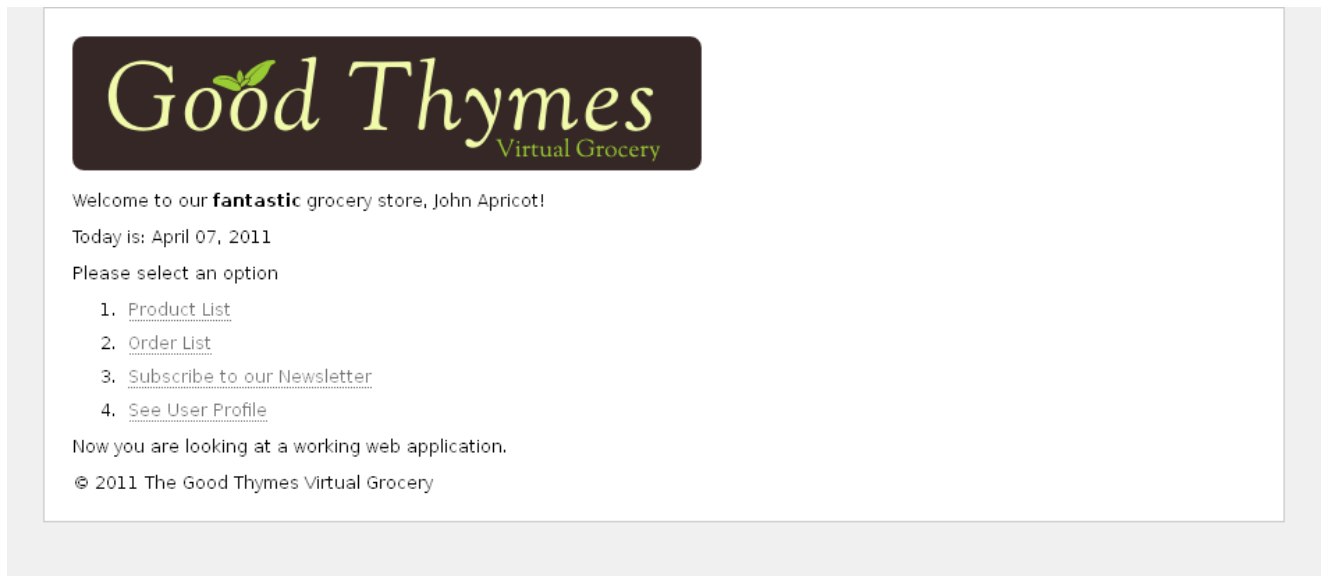 Good Thymes
Virtual Grocery
Welcome to our fantastic grocery store, John Apricot!
Today is: April 07, 2011
Please select an option
1. Product List
2. Order List
3. Subscribe to our Newsletter
4. See User Profile
Now you are looking at a working web application.
© 2011 The Good Thymes Virtual Grocery